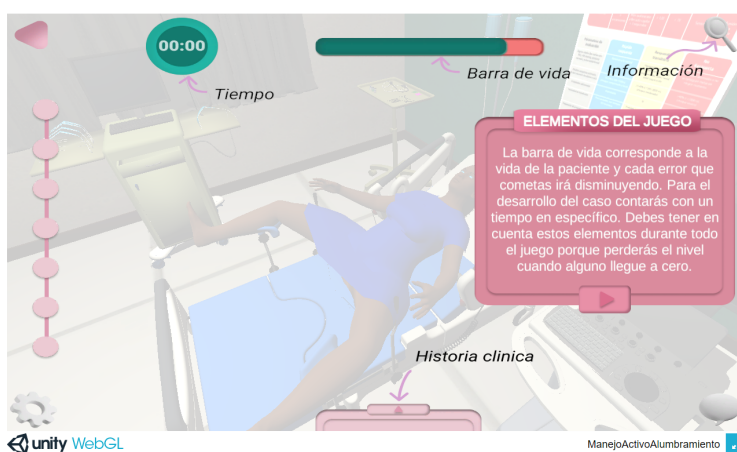 00:00
Tiempo
Barra de vida
Información
ELEMENTOS DEL JUEGO
La barra de vida corresponde a la
vida de la paciente y cada error que
cometas irá disminuyendo. Para el
desarrollo del caso contarás con un
tiempo en específico. Debes tener en
cuenta estos elementos durante todo
el juego porque perderás el nivel
cuando alguno llegue a cero.
Historia clinica
unity WebGL
ManejoActivoAlumbramiento